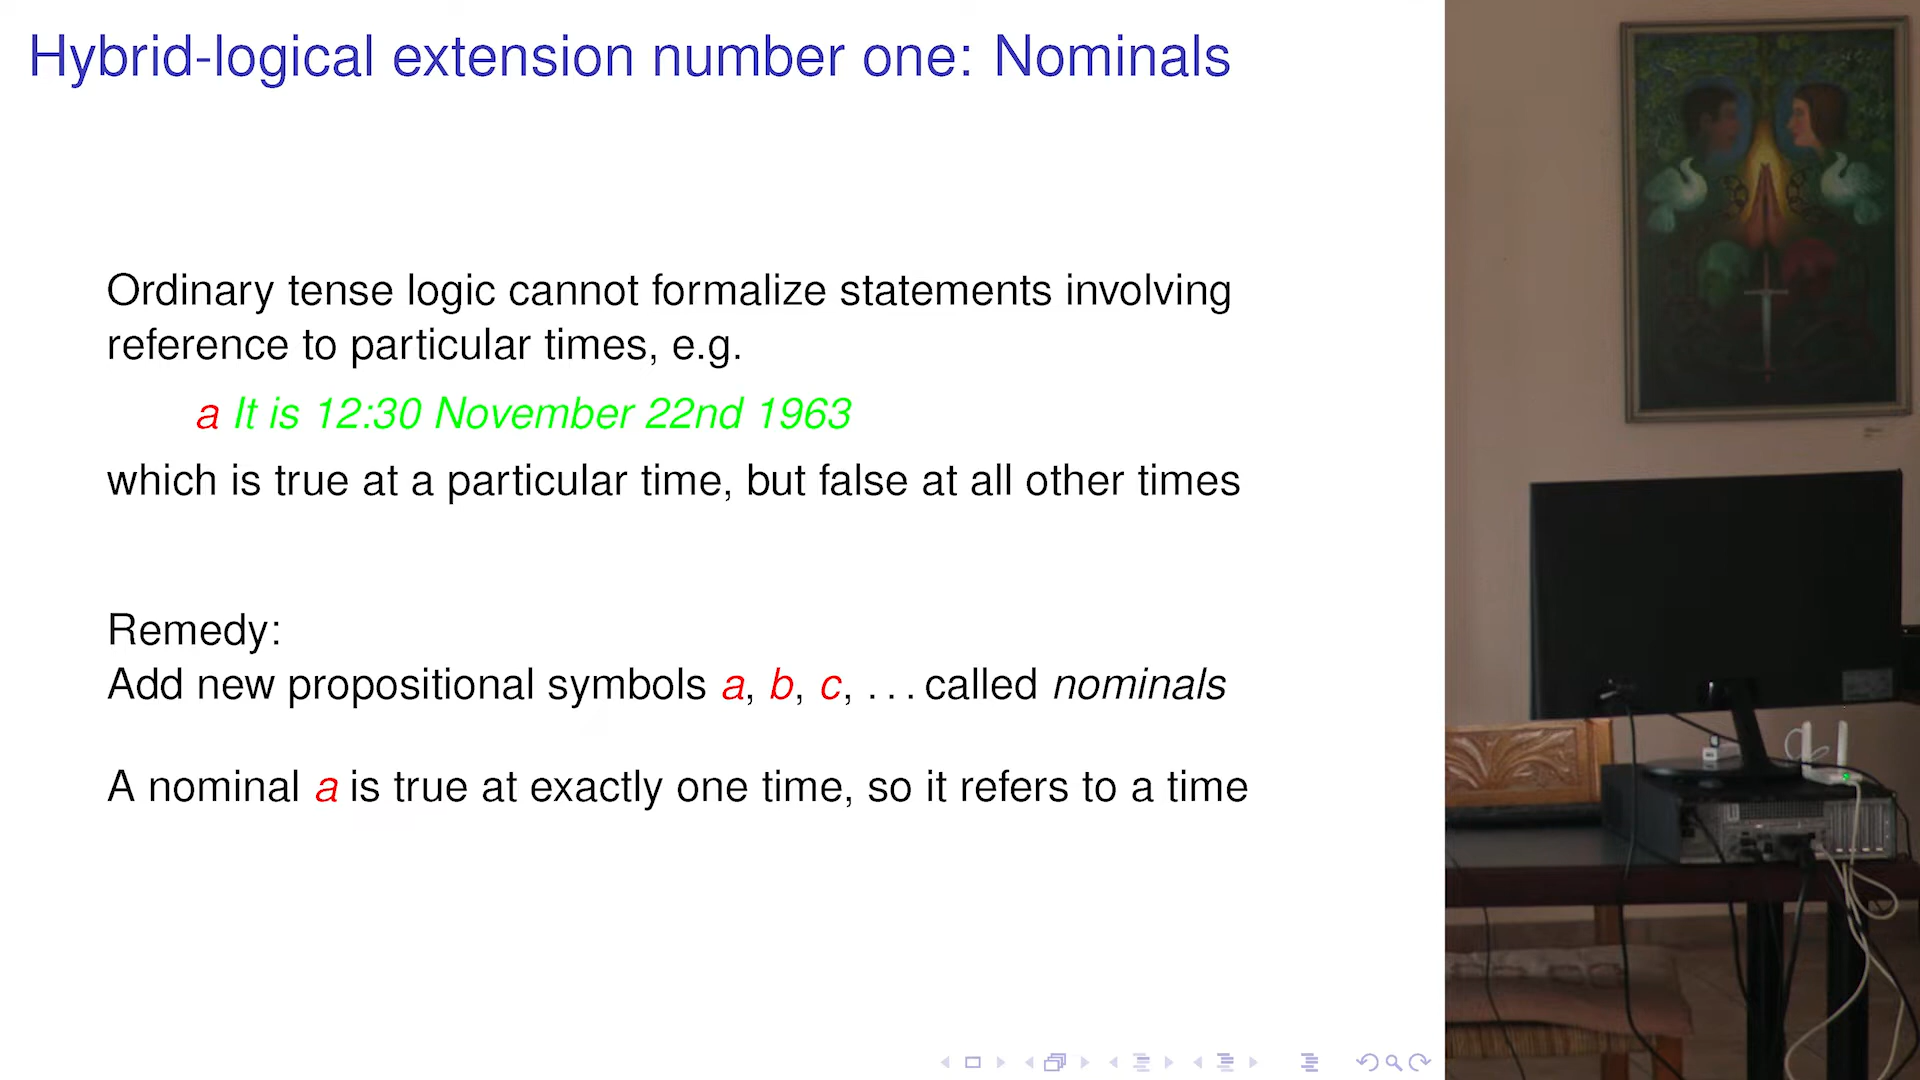 Hybrid-logical extension number one: Nominals
Ordinary tense logic cannot formalize statements involving
reference to particular times, e.g.
a It is 12:30 November 22nd 1963
which is true at a particular time, but false at all other times
Remedy:
Add new propositional symbols a, b, c, ... called nominals
A nominal a is true at exactly one time, so it refers to a time